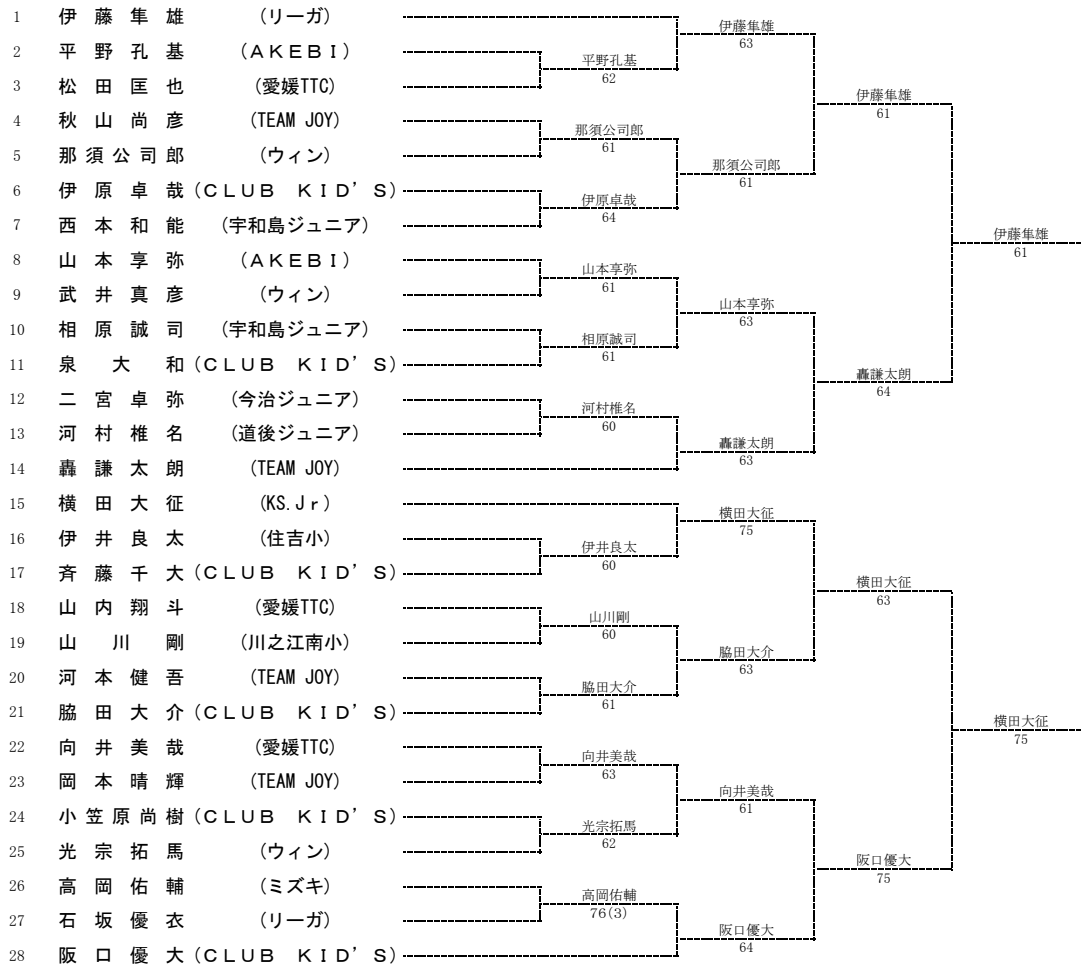 1 伊藤隼雄 (リーガ)
2 平野孔基 (AKEBI)
3 松田匡也 (愛媛TTC)
4 秋山尚彦 (TEAM JOY)
5 那須公司郎 (ウィン)
6 伊原卓哉 (CLUB KID'S)
7 西本和能 (宇和島ジュニア)
8 山本享弥 (AKEBI)
9 武井真彦 (ウィン)
10 相原誠司 (宇和島ジュニア)
11 泉大和 (CLUB KID'S)
12 二宮卓弥 (今治ジュニア)
13 河村椎名 (道後ジュニア)
14 轟謙太朗 (TEAM JOY)
15 横田大征 (KS.Jr)
16 伊井良太 (住吉小)
17 斉藤千大 (CLUB KID'S)
18 山内翔斗 (愛媛TTC)
19 山川剛 (川之江南小)
20 河本健吾 (TEAM JOY)
21 脇田大介 (CLUB KID'S)
22 向井美哉 (愛媛TTC)
23 岡本晴輝 (TEAM JOY)
24 小笠原尚樹 (CLUB KID'S)
25 光宗拓馬 (ウィン)
26 高岡佑輔 (ミズキ)
27 石坂優衣 (リーガ)
28 阪口優大 (CLUB KID'S)
平野孔基
62
那須公司郎
61
伊原卓哉
64
山本享弥
61
相原誠司
61
河村椎名
60
伊井良太
60
山川剛
60
脇田大介
61
向井美哉
63
光宗拓馬
62
高岡佑輔
76(3)
伊藤隼雄
63
那須公司郎
61
山本享弥
63
轟謙太朗
63
横田大征
75
脇田大介
63
向井美哉
61
阪口優大
64
伊藤隼雄
61
轟謙太朗
64
横田大征
63
阪口優大
75
伊藤隼雄
61
横田大征
75